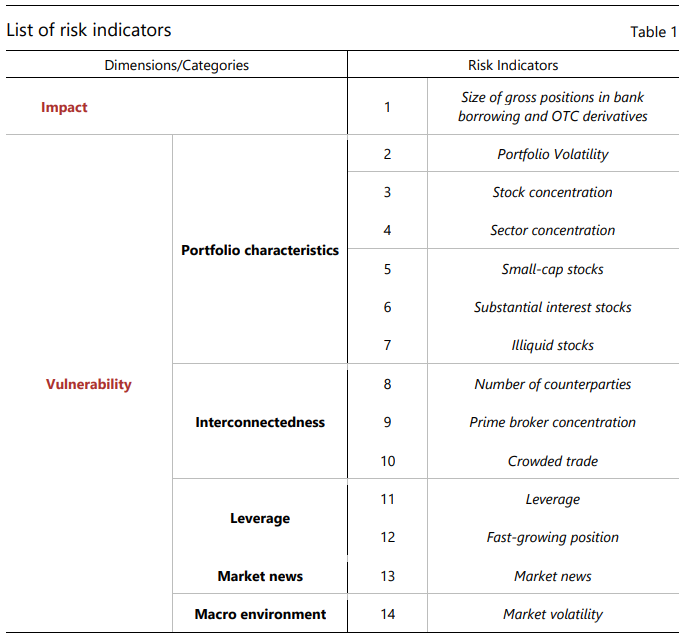 List of risk indicators
Table 1
Dimensions/Categories
Risk Indicators
Impact
1
Size of gross positions in bank
borrowing and OTC derivatives
Vulnerability
Portfolio characteristics
2
Portfolio Volatility
3
Stock concentration
4
Sector concentration
5
Small-cap stocks
6
Substantial interest stocks
7
Illiquid stocks
Interconnectedness
8
Number of counterparties
9
Prime broker concentration
10
Crowded trade
Leverage
11
Leverage
12
Fast-growing position
Market news
13
Market news
Macro environment
14
Market volatility